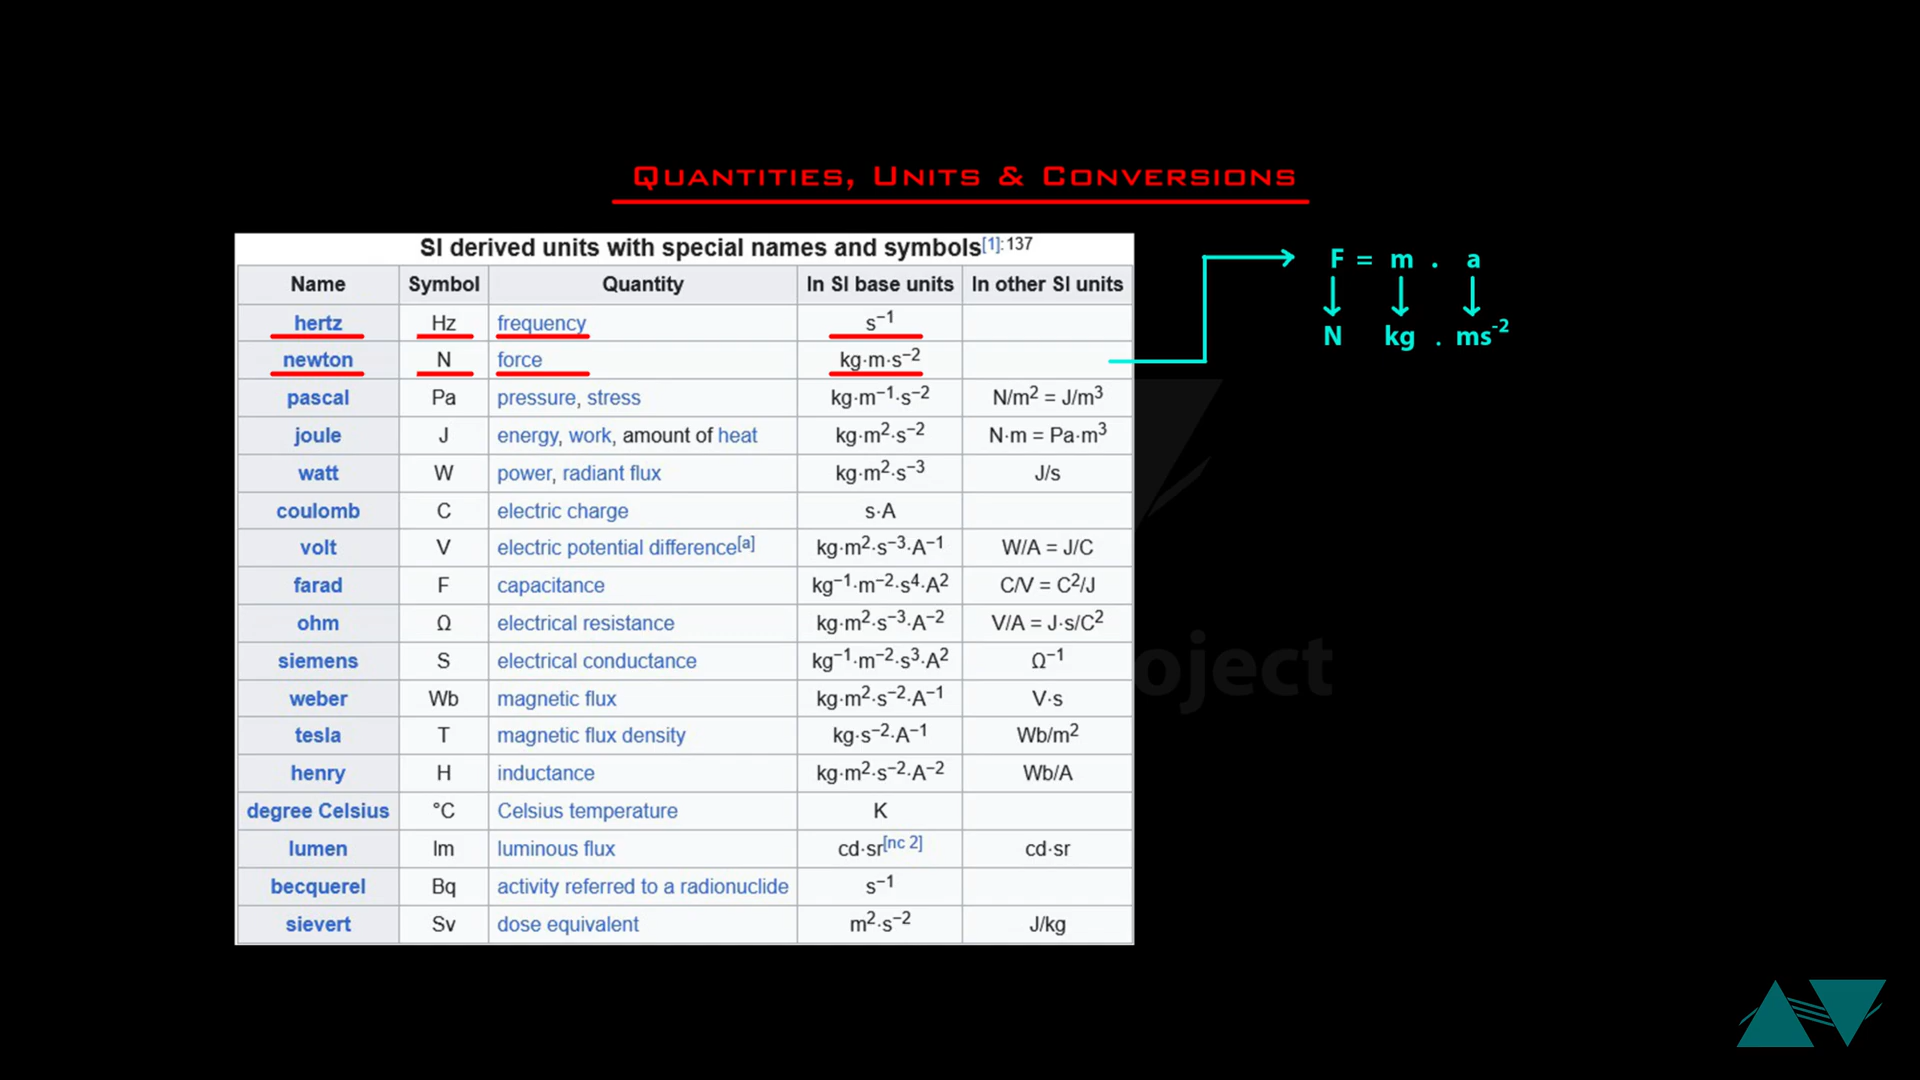 QUANTITIES, UNITS & CONVERSIONS
SI derived units with special names and symbols[1]:137
Name Symbol Quantity In SI base units In other SI units
hertz Hz frequency s⁻¹
newton N force kg·m·s⁻²
pascal Pa pressure, stress kg·m⁻¹·s⁻² N/m² = J/m³
joule J energy, work, amount of heat kg·m²·s⁻² N·m = Pa·m³
watt W power, radiant flux kg·m²·s⁻³ J/s
coulomb C electric charge s·A
volt V electric potential difference[a] kg·m²·s⁻³·A⁻¹ W/A = J/C
farad F capacitance kg⁻¹·m⁻²·s⁴·A² C/V = C²/J
ohm Ω electrical resistance kg·m²·s⁻³·A⁻² V/A = J·s/C²
siemens S electrical conductance kg⁻¹·m⁻²·s³·A² Ω⁻¹
weber Wb magnetic flux kg·m²·s⁻²·A⁻¹ V·s
tesla T magnetic flux density kg·s⁻²·A⁻¹ Wb/m²
henry H inductance kg·m²·s⁻²·A⁻² Wb/A
degree Celsius °C Celsius temperature K
lumen lm luminous flux cd·sr[nc 2] cd·sr
becquerel Bq activity referred to a radionuclide s⁻¹
sievert Sv dose equivalent m²·s⁻² J/kg
F = m . a
N kg . ms⁻²